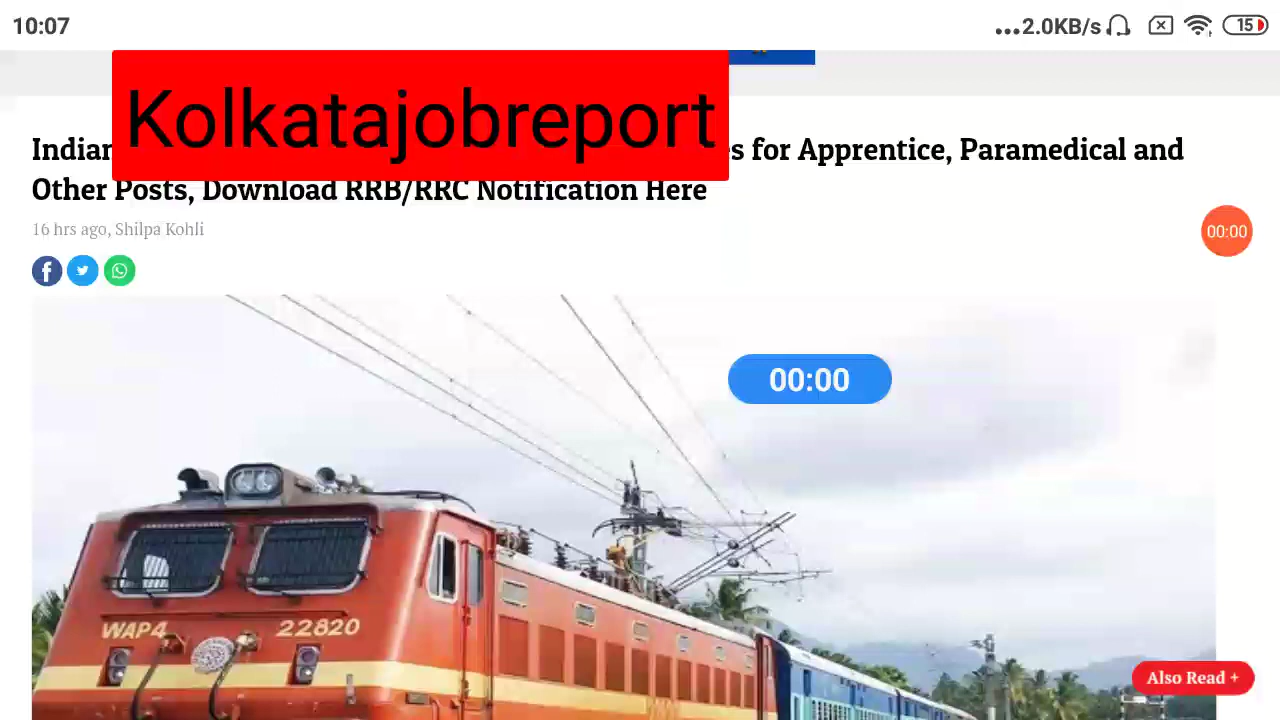 10:07
...2.0KB/s
15
Kolkatajobreport
for Apprentice, Paramedical and
Other Posts, Download RRB/RRC Notification Here
16 hrs ago, Shilpa Kohli
00:00
00:00
WAP4
22820
Also Read +